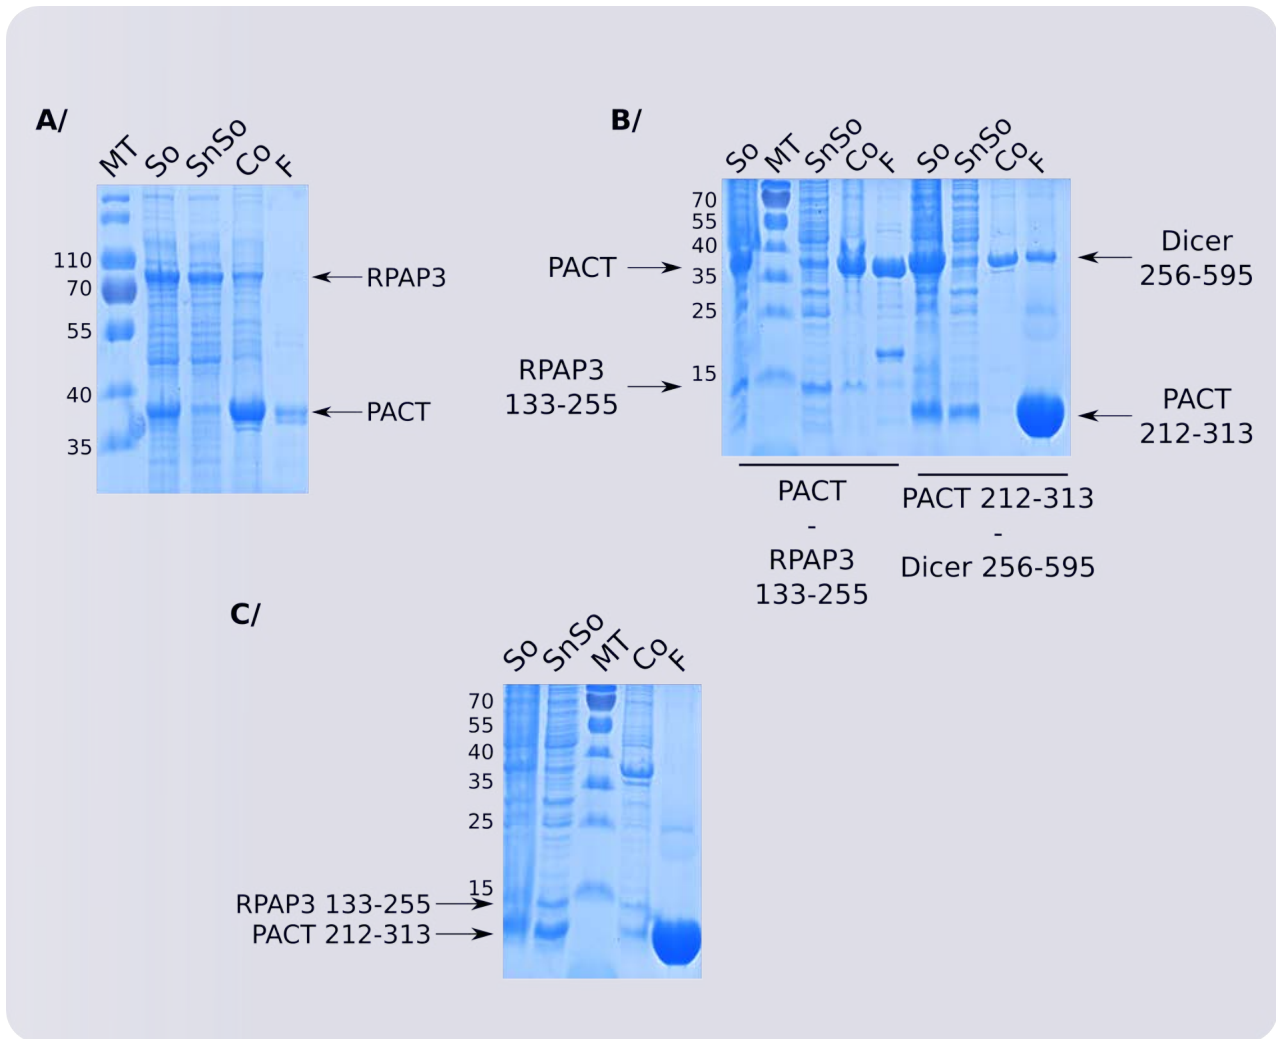 A/
MT So SnSo Co F
110
70
55
40
35
RPAP3
PACT
B/
So MT SnSo Co F So SnSo Co F
70
55
40
35
25
15
PACT
RPAP3
133-255
Dicer
256-595
PACT
212-313
PACT
-
RPAP3
133-255
PACT 212-313
-
Dicer 256-595
C/
So SnSo MT Co F
70
55
40
35
25
15
RPAP3 133-255
PACT 212-313